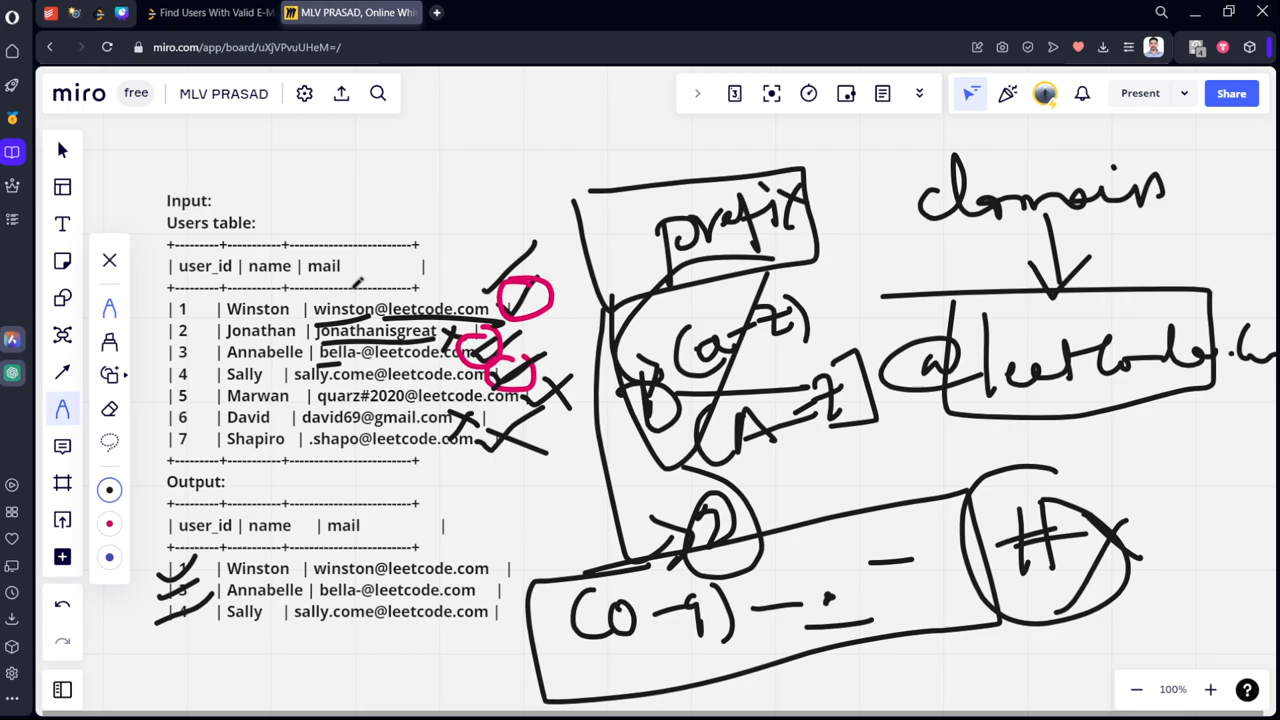 Find Users With Valid E-M
MLV PRASAD, Online Whi
miro.com/app/board/uXjVPvuUHeM=/
miro free MLV PRASAD
3
Present
Share
Input:
Users table:
+---------+-----------+-------------------------+
| user_id | name | mail |
+---------+-----------+-------------------------+
| 1 | Winston | winston@leetcode.com |
| 2 | Jonathan | jonathanisgreat |
| 3 | Annabelle | bella-@leetcode.com
| 4 | Sally | sally.come@leetcode.com |
| 5 | Marwan | quarz#2020@leetcode.com
| 6 | David | david69@gmail.com |
| 7 | Shapiro | .shapo@leetcode.com
+---------+-----------+-------------------------+
Output:
+---------+-----------+-------------------------+
| user_id | name | mail |
+---------+-----------+-------------------------+
| 1 | Winston | winston@leetcode.com |
| 3 | Annabelle | bella-@leetcode.com |
| 4 | Sally | sally.come@leetcode.com |
prefix
(a-z)
(A-Z
(0-9) - . _
#
domain
@leetcode.co
100%